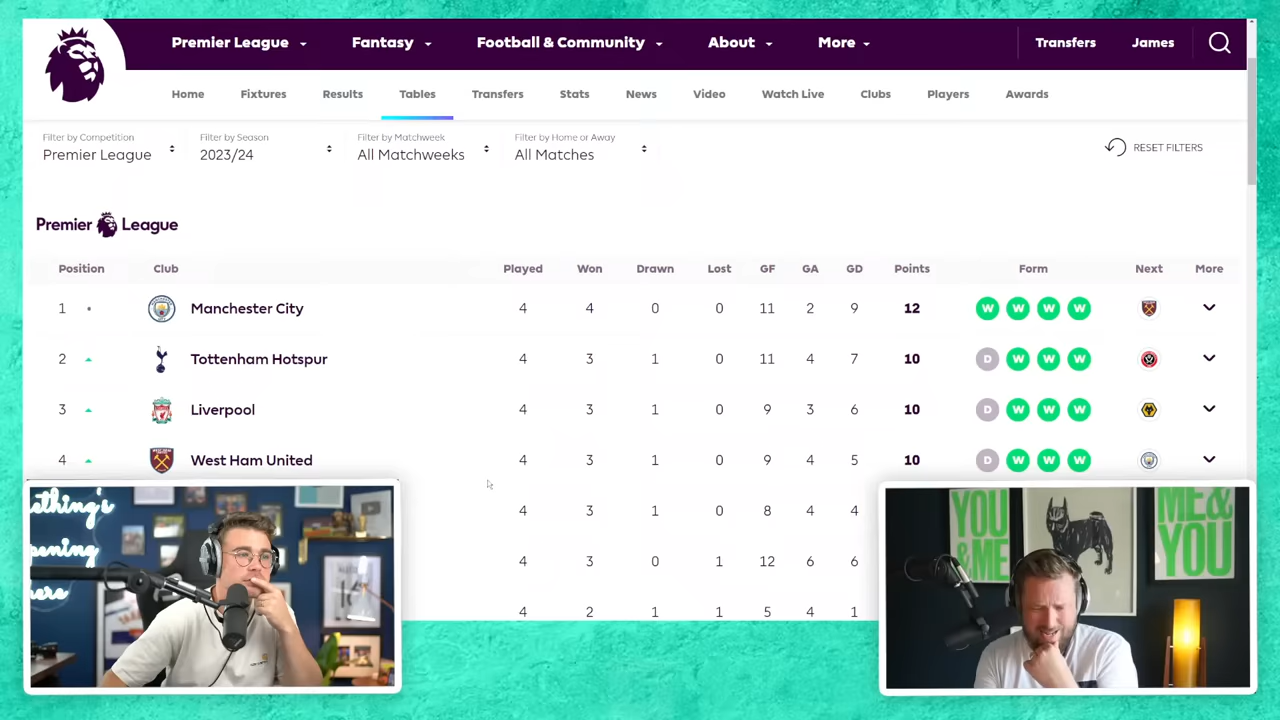 Premier League Fantasy Football & Community About More Transfers James
Home Fixtures Results Tables Transfers Stats News Video Watch Live Clubs Players Awards
Filter by Competition Filter by Season Filter by Matchweek Filter by Home or Away
Premier League 2023/24 All Matchweeks All Matches RESET FILTERS
Premier League
Position Club Played Won Drawn Lost GF GA GD Points Form Next More
1 Manchester City 4 4 0 0 11 2 9 12 W W W W
2 Tottenham Hotspur 4 3 1 0 11 4 7 10 D W W W
3 Liverpool 4 3 1 0 9 3 6 10 D W W W
4 West Ham United 4 3 1 0 9 4 5 10 D W W W
4 3 1 0 8 4 4
4 3 0 1 12 6 6
4 2 1 1 5 4 1
ething's
pening
here
YOU
&ME
ME&
YOU